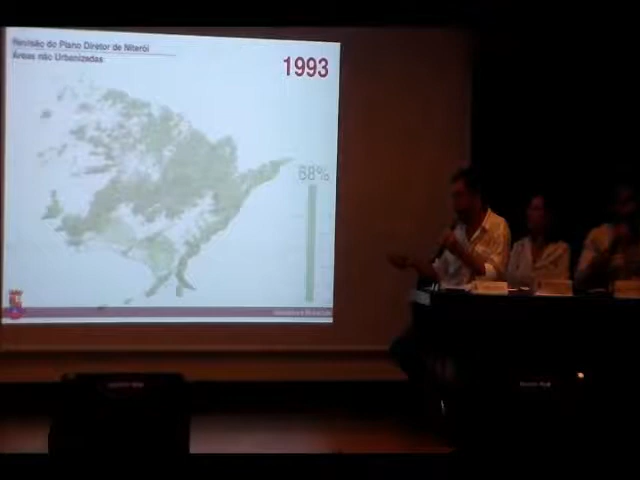 Revisão do Plano Diretor de Niterói
Áreas não Urbanizadas
1993
68%